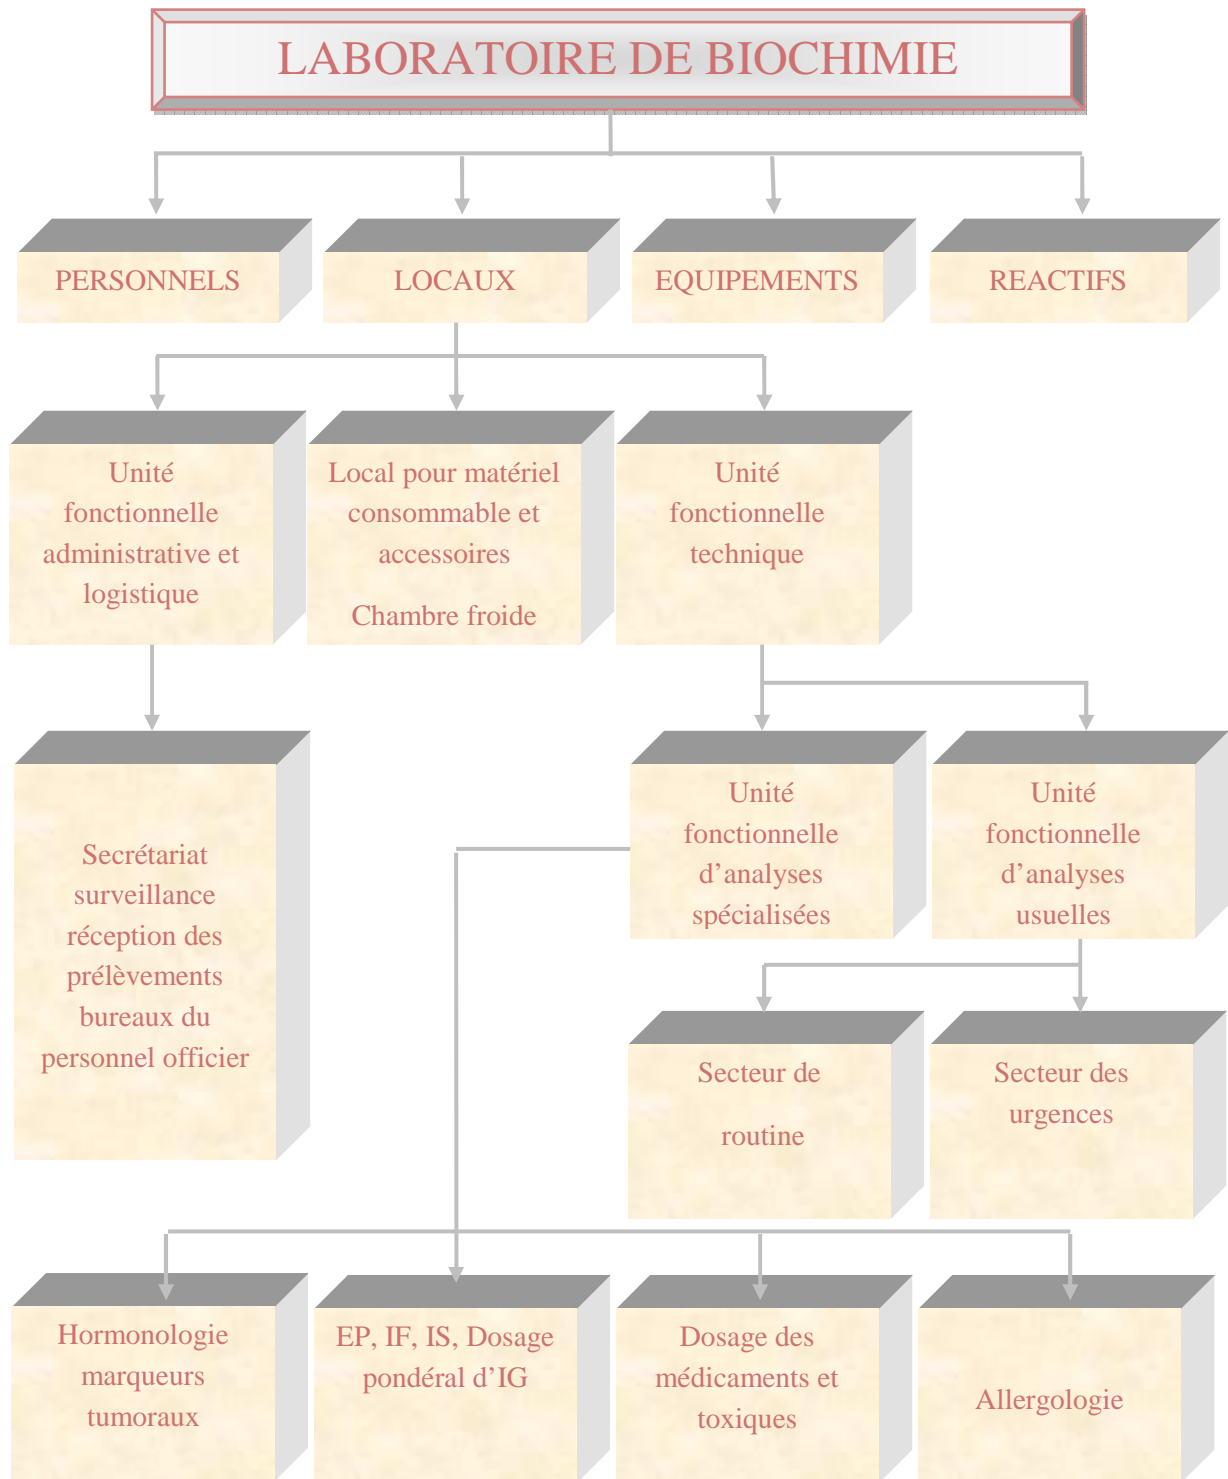 LABORATOIRE DE BIOCHIMIE
PERSONNELS
LOCAUX
EQUIPEMENTS
REACTIFS
Unité
fonctionnelle
administrative et
logistique
Local pour matériel
consommable et
accessoires
Chambre froide
Unité
fonctionnelle
technique
Secrétariat
surveillance
réception des
prélèvements
bureaux du
personnel officier
Unité
fonctionnelle
d’analyses
spécialisées
Unité
fonctionnelle
d’analyses
usuelles
Secteur de
routine
Secteur des
urgences
Hormonologie
marqueurs
tumoraux
EP, IF, IS, Dosage
pondéral d’IG
Dosage des
médicaments et
toxiques
Allergologie